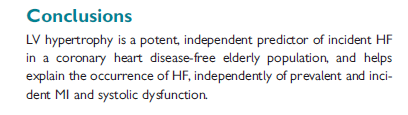 Conclusions
LV hypertrophy is a potent, independent predictor of incident HF
in a coronary heart disease-free elderly population, and helps
explain the occurrence of HF, independently of prevalent and inci-
dent MI and systolic dysfunction.